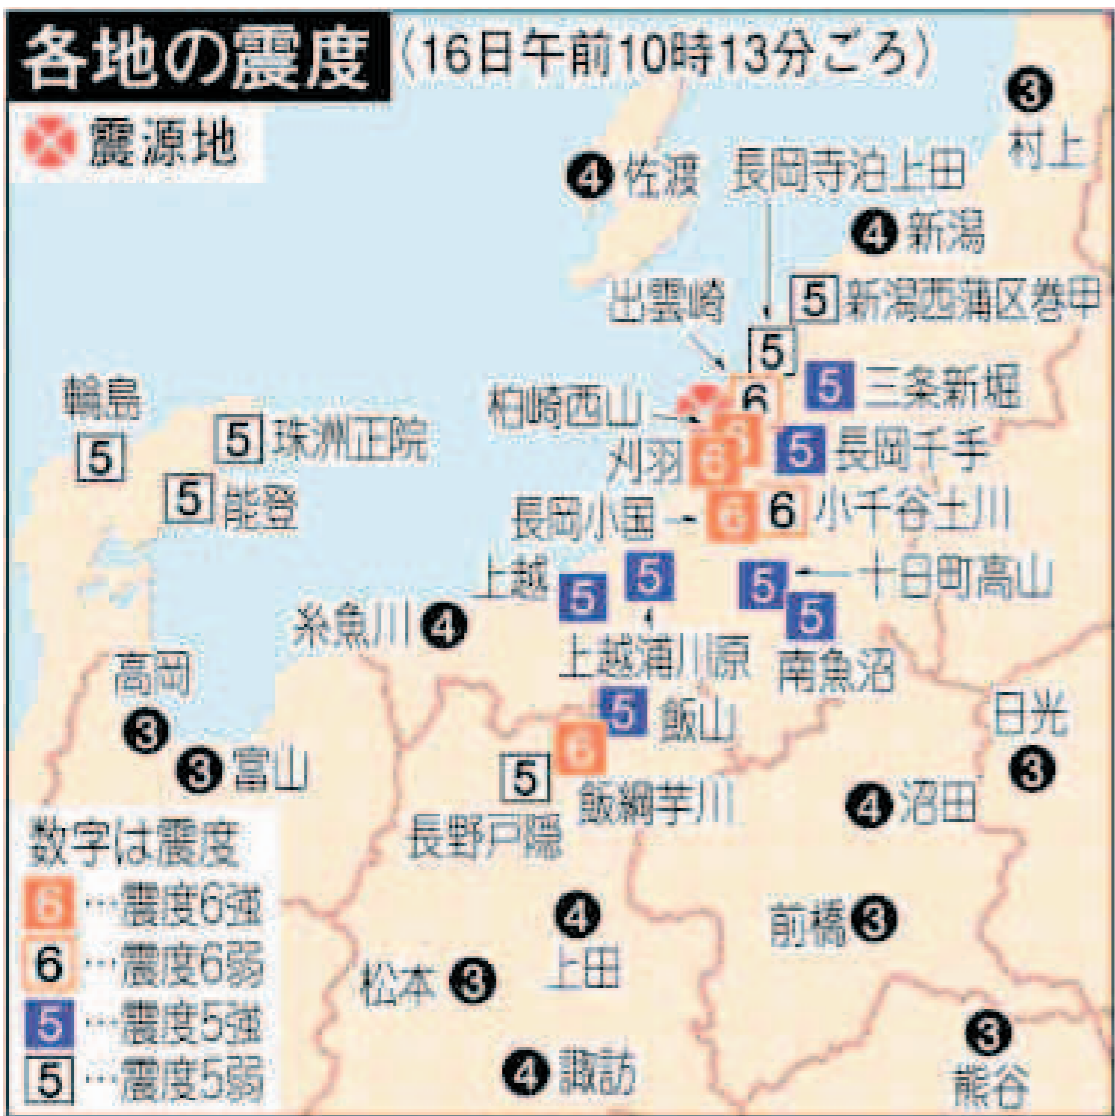 各地の震度(16日午前10時13分ごろ)
震源地
3
村上
4 佐渡
長岡寺泊上田
4 新潟
出雲崎
5 新潟西蒲区巻甲
5
輪島
5
5 珠洲正院
5 能登
柏崎西山
6
5 三条新堀
6
刈羽 6
5 長岡千手
長岡小国
6
6 小千谷土川
上越 5
5
上越浦川原
5
十日町高山
5
南魚沼
糸魚川 4
高岡
3
3 富山
5 飯山
6
飯綱芋川
5
長野戸隠
日光
3
4 沼田
前橋 3
4
上田
松本 3
4 諏訪
3
熊谷
数字は震度
6 …震度6強
6 …震度6弱
5 …震度5強
5 …震度5弱